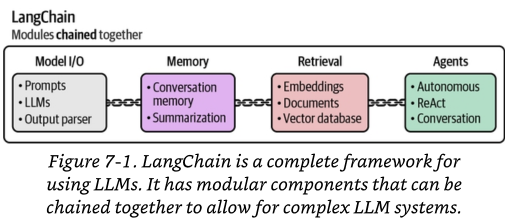 LangChain
Modules chained together
Model I/O
• Prompts
• LLMs
• Output parser
Memory
• Conversation
memory
• Summarization
Retrieval
• Embeddings
• Documents
• Vector database
Agents
• Autonomous
• ReAct
• Conversation
Figure 7-1. LangChain is a complete framework for
using LLMs. It has modular components that can be
chained together to allow for complex LLM systems.